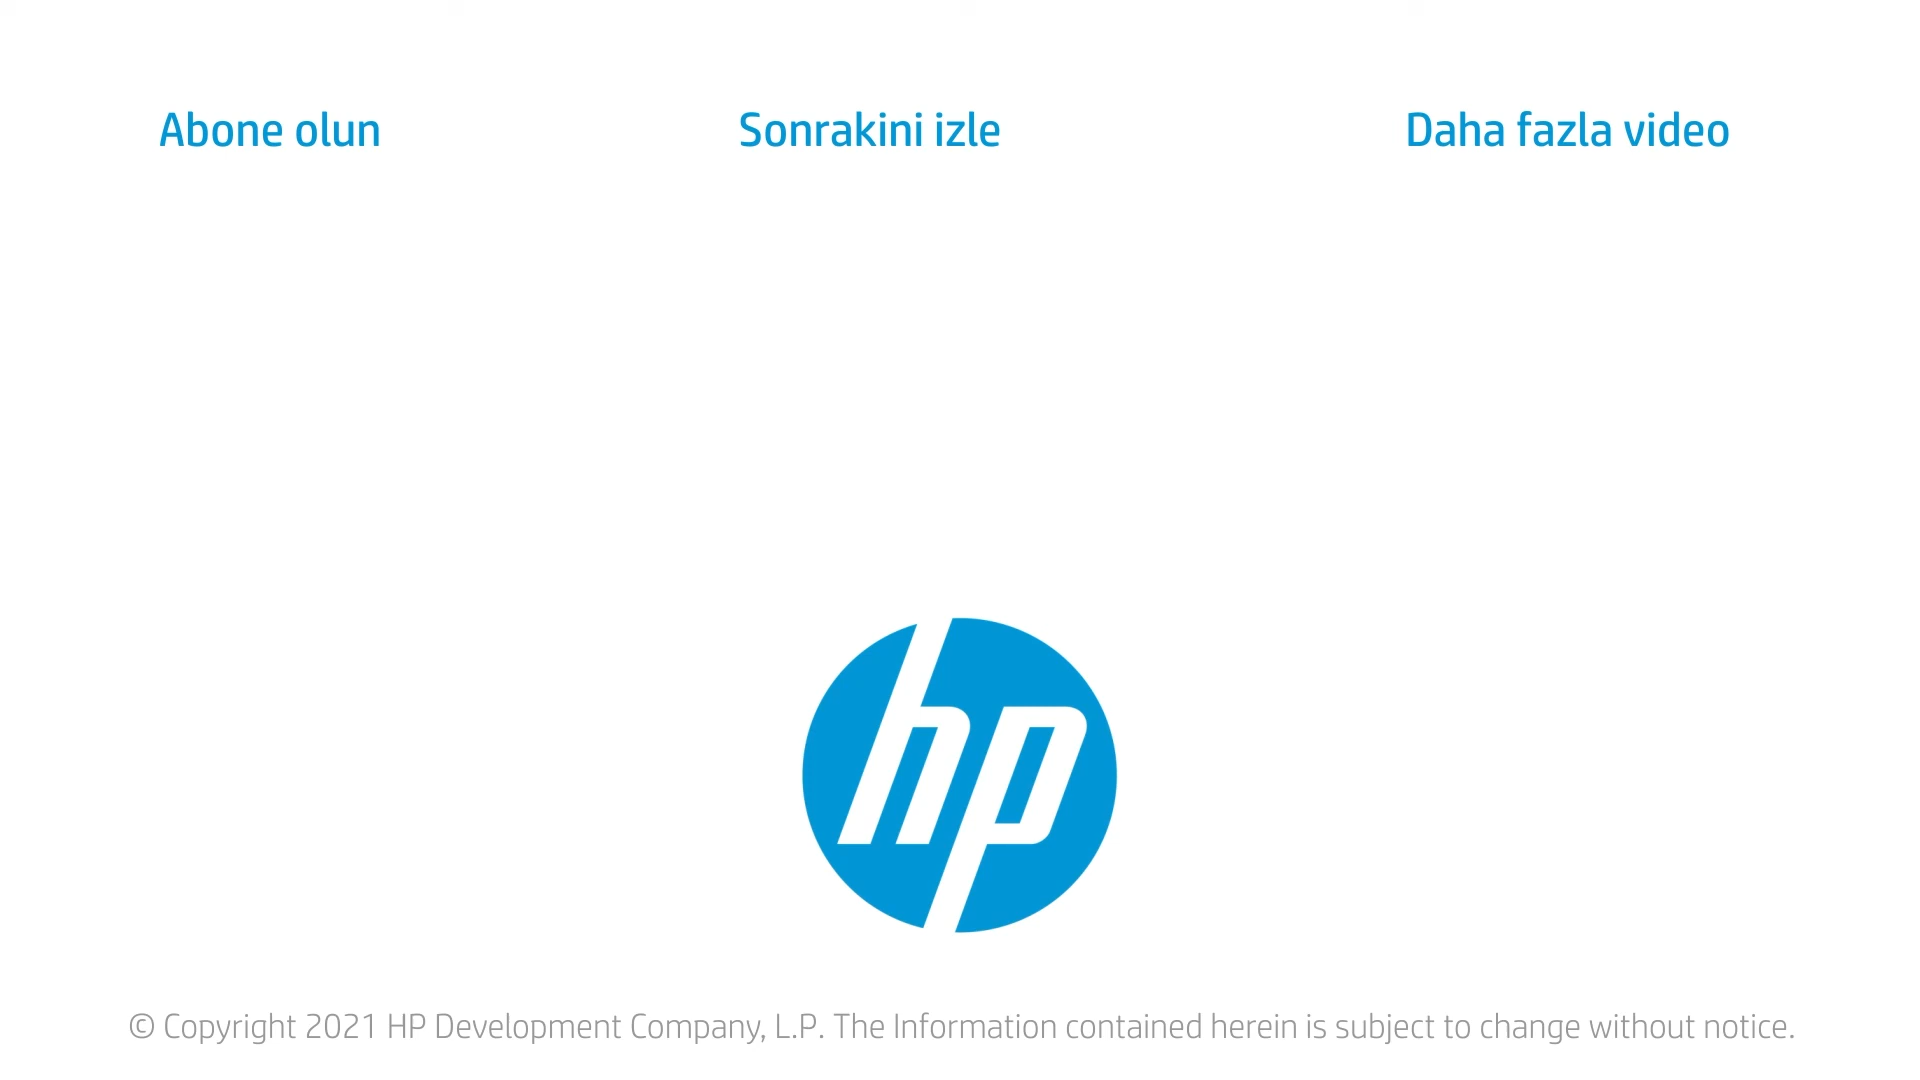 Abone olun
Sonrakini izle
Daha fazla video
hp
© Copyright 2021 HP Development Company, L.P. The Information contained herein is subject to change without notice.